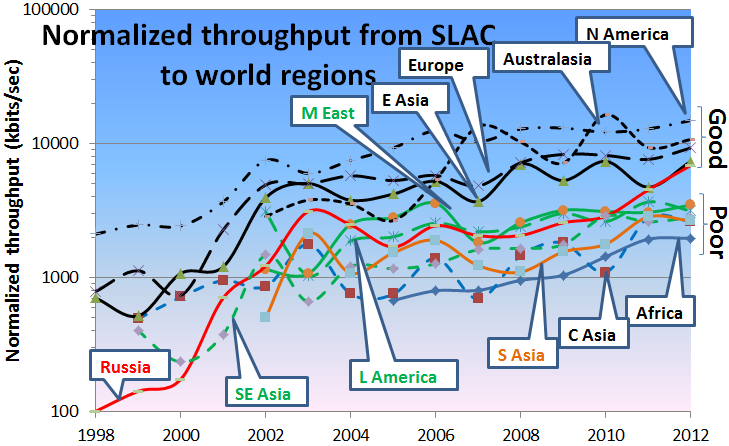 Normalized throughput from SLAC
to world regions
Normalized throughput (kbits/sec)
100000
10000
1000
100
1998
2000
2002
2004
2006
2008
2010
2012
N America
Australasia
Europe
E Asia
M East
Good
Poor
Russia
SE Asia
L America
S Asia
C Asia
Africa